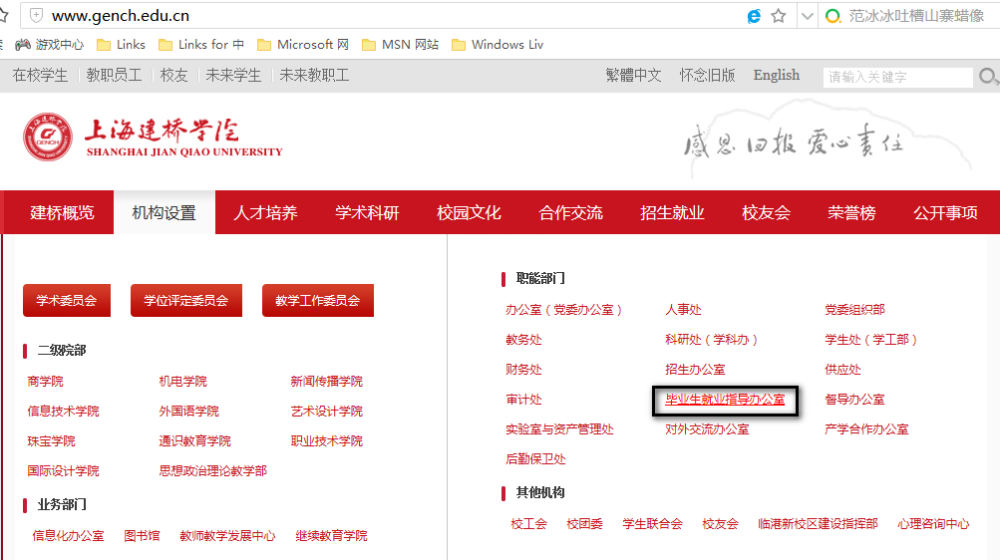 www.gench.edu.cn
范冰冰吐槽山寨蜡像
游戏中心 Links Links for 中 Microsoft 网 MSN 网站 Windows Liv
在校学生 教职员工 校友 未来学生 未来教职工 繁體中文 怀念旧版 English 请输入关键字
上海建桥学院
SHANGHAI JIAN QIAO UNIVERSITY
GENCH
感恩 回报 爱心 责任
建桥概览 机构设置 人才培养 学术科研 校园文化 合作交流 招生就业 校友会 荣誉榜 公开事项
学术委员会 学位评定委员会 教学工作委员会
二级院部
商学院 机电学院 新闻传播学院
信息技术学院 外国语学院 艺术设计学院
珠宝学院 通识教育学院 职业技术学院
国际设计学院 思想政治理论教学部
业务部门
信息化办公室 图书馆 教师教学发展中心 继续教育学院
职能部门
办公室（党委办公室） 人事处 党委组织部
教务处 科研处（学科办） 学生处（学工部）
财务处 招生办公室 供应处
审计处 毕业生就业指导办公室 督导办公室
实验室与资产管理处 对外交流办公室 产学合作办公室
后勤保卫处
其他机构
校工会 校团委 学生联合会 校友会 临港新校区建设指挥部 心理咨询中心